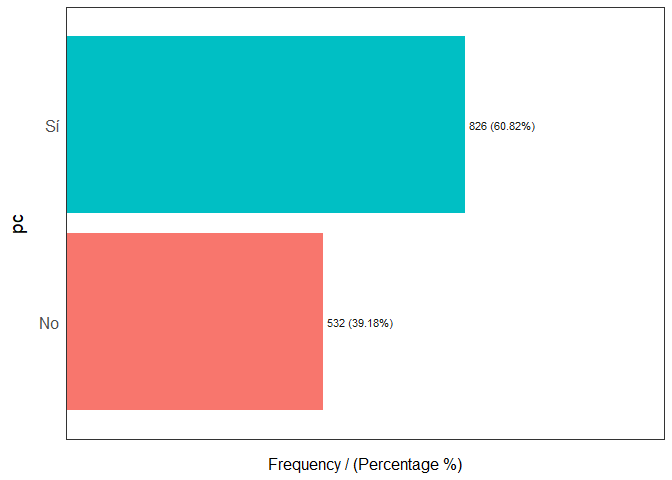 Sí
826 (60.82%)
pc
No
532 (39.18%)
Frequency / (Percentage %)